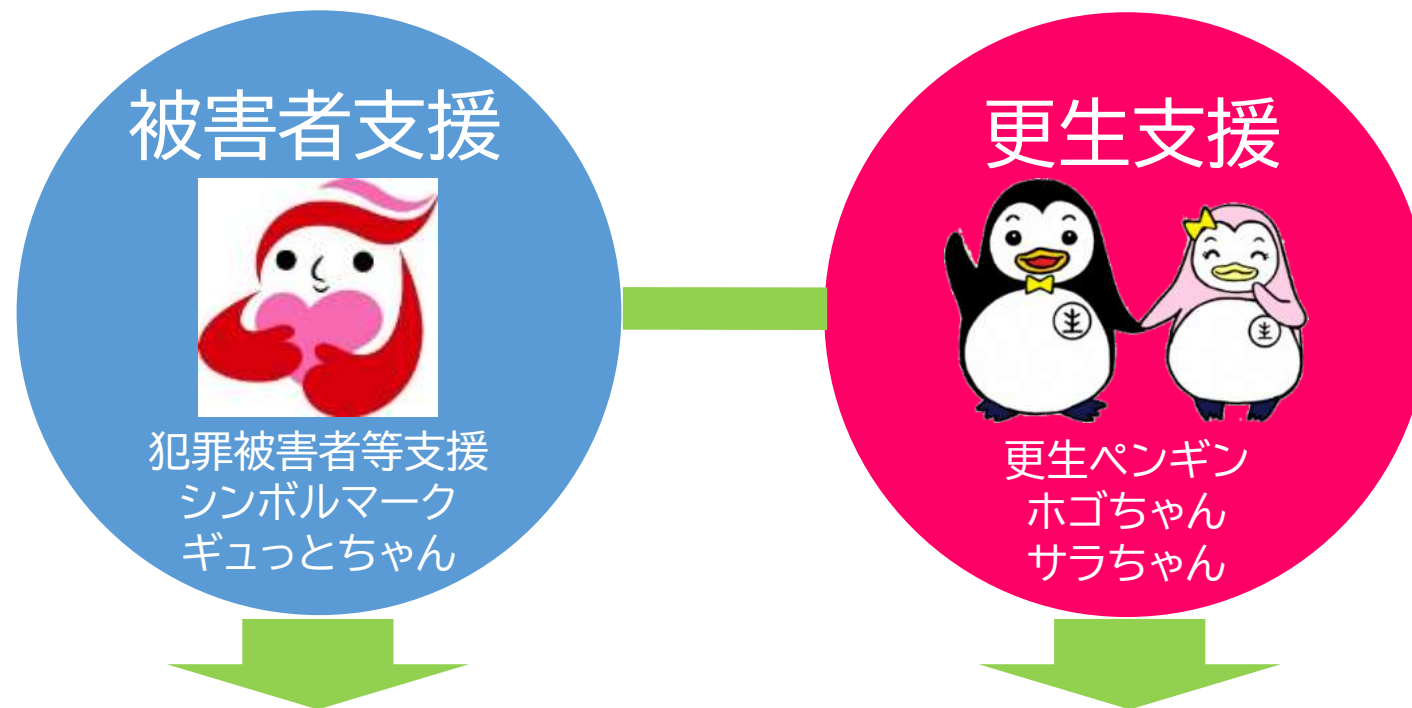 被害者支援
犯罪被害者等支援
シンボルマーク
ギュっとちゃん
更生支援
更生ペンギン
ホゴちゃん
サラちゃん